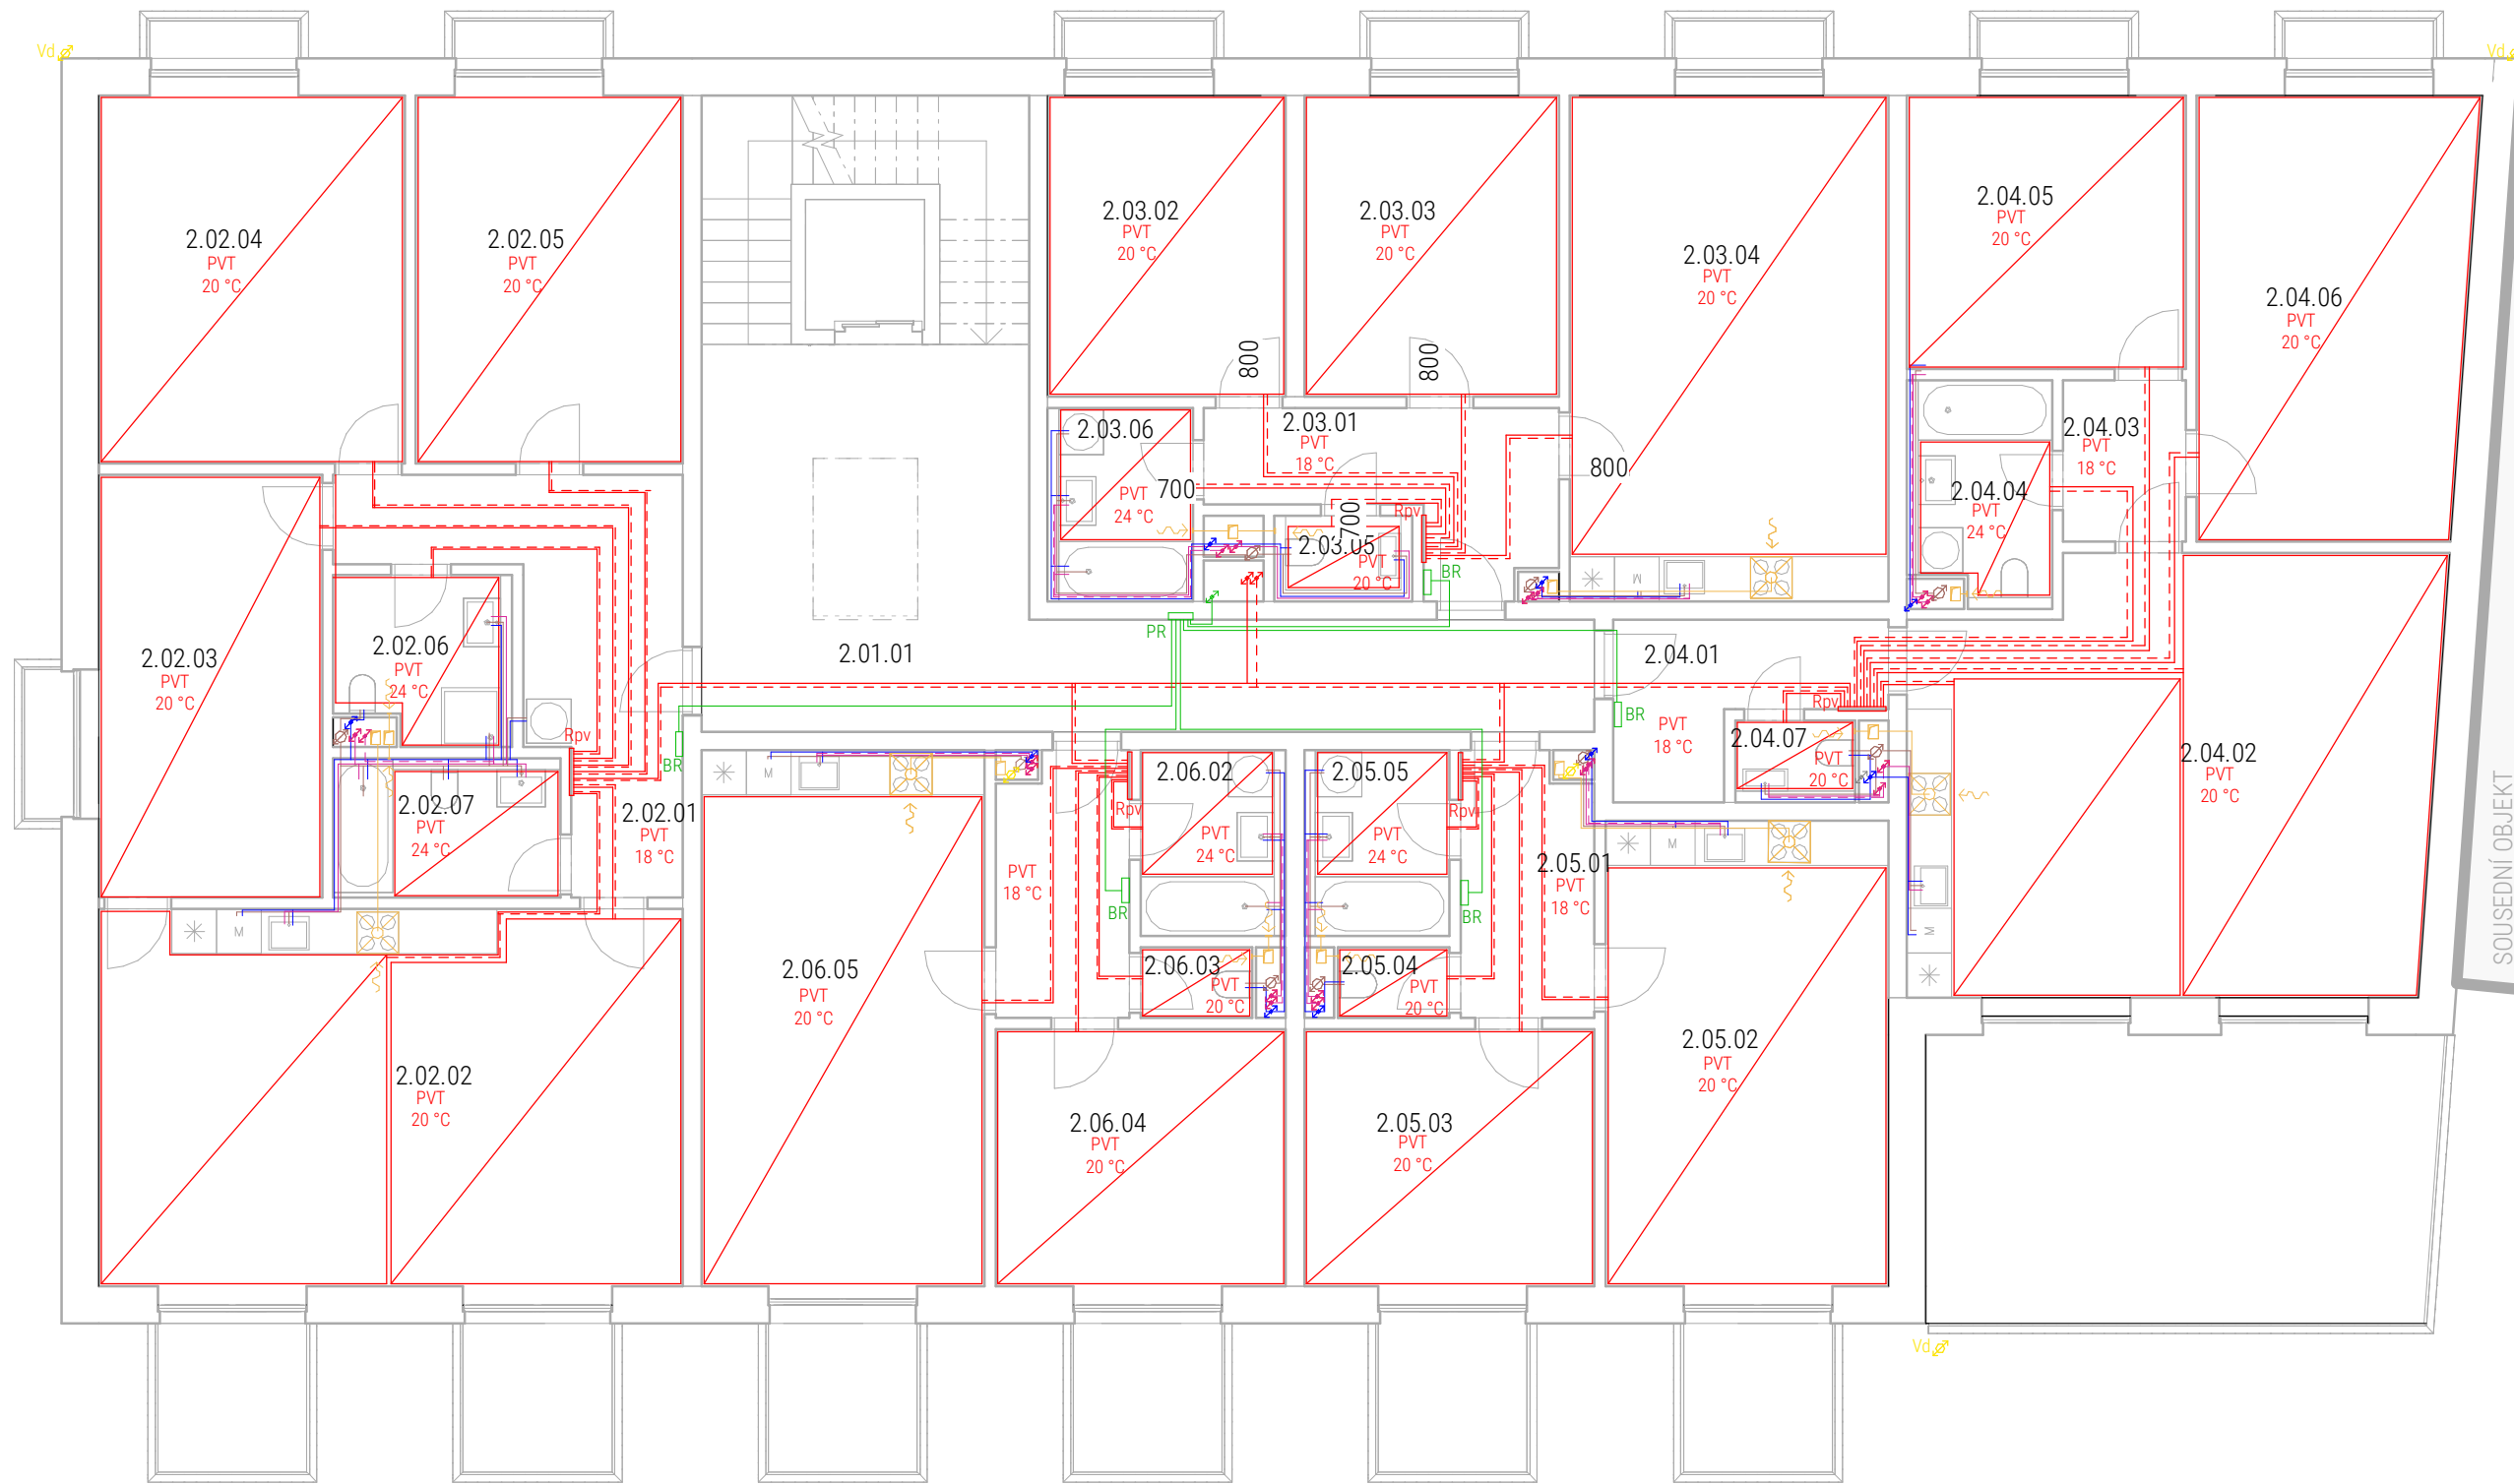 Vd
Vd
2.02.04
PVT
20 °C
2.02.05
PVT
20 °C
2.03.02
PVT
20 °C
2.03.03
PVT
20 °C
2.03.04
PVT
20 °C
2.04.05
PVT
20 °C
2.04.06
PVT
20 °C
800
800
800
2.03.06
PVT
24 °C
700
2.03.01
PVT
18 °C
Rpv
700
2.03.05
PVT
20 °C
BR
M
2.04.03
PVT
18 °C
2.04.04
PVT
24 °C
2.02.03
PVT
20 °C
2.02.06
PVT
24 °C
Rpv
BR
2.01.01
PR
2.04.01
PVT
18 °C
BR
Rpv
2.04.07
PVT
20 °C
2.04.02
PVT
20 °C
M
SOUSEDNÍ OBJEKT
2.02.07
PVT
24 °C
2.02.01
PVT
18 °C
M
M
2.06.02
PVT
24 °C
Rpv
PVT
18 °C
BR
2.05.05
PVT
24 °C
Rpv
BR
2.05.01
PVT
18 °C
M
2.06.05
PVT
20 °C
2.06.03
PVT
20 °C
2.05.04
PVT
20 °C
2.02.02
PVT
20 °C
2.06.04
PVT
20 °C
2.05.03
PVT
20 °C
2.05.02
PVT
20 °C
Vd